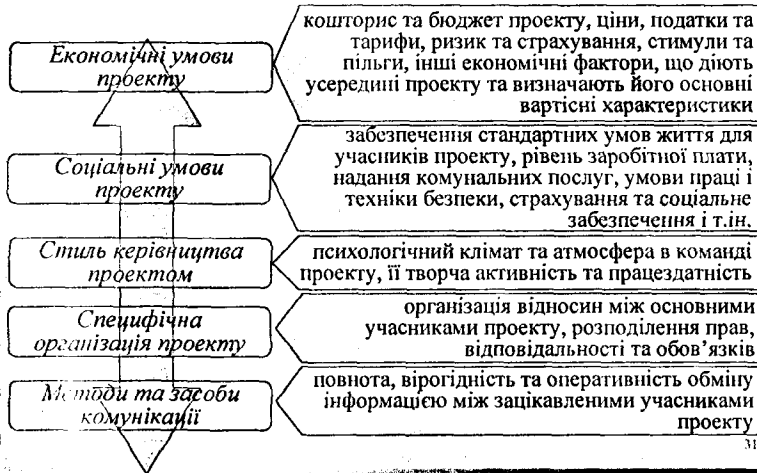 Економічні умови
проекту
кошторис та бюджет проекту, ціни, податки та
тарифи, ризик та страхування, стимули та
пільги, інші економічні фактори, що діють
усередині проекту та визначають його основні
вартісні характеристики
Соціальні умови
проекту
забезпечення стандартних умов життя для
учасників проекту, рівень заробітної плати,
надання комунальних послуг, умови праці і
техніки безпеки, страхування та соціальне
забезпечення і т.ін.
Стиль керівництва
проектом
психологічний клімат та атмосфера в команді
проекту, її творча активність та працездатність
Специфічна
організація проекту
організація відносин між основними
учасниками проекту, розподілення прав,
відповідальності та обов’язків
Методи та засоби
комунікації
повнота, вірогідність та оперативність обміну
інформацією між зацікавленими учасниками
проекту
31